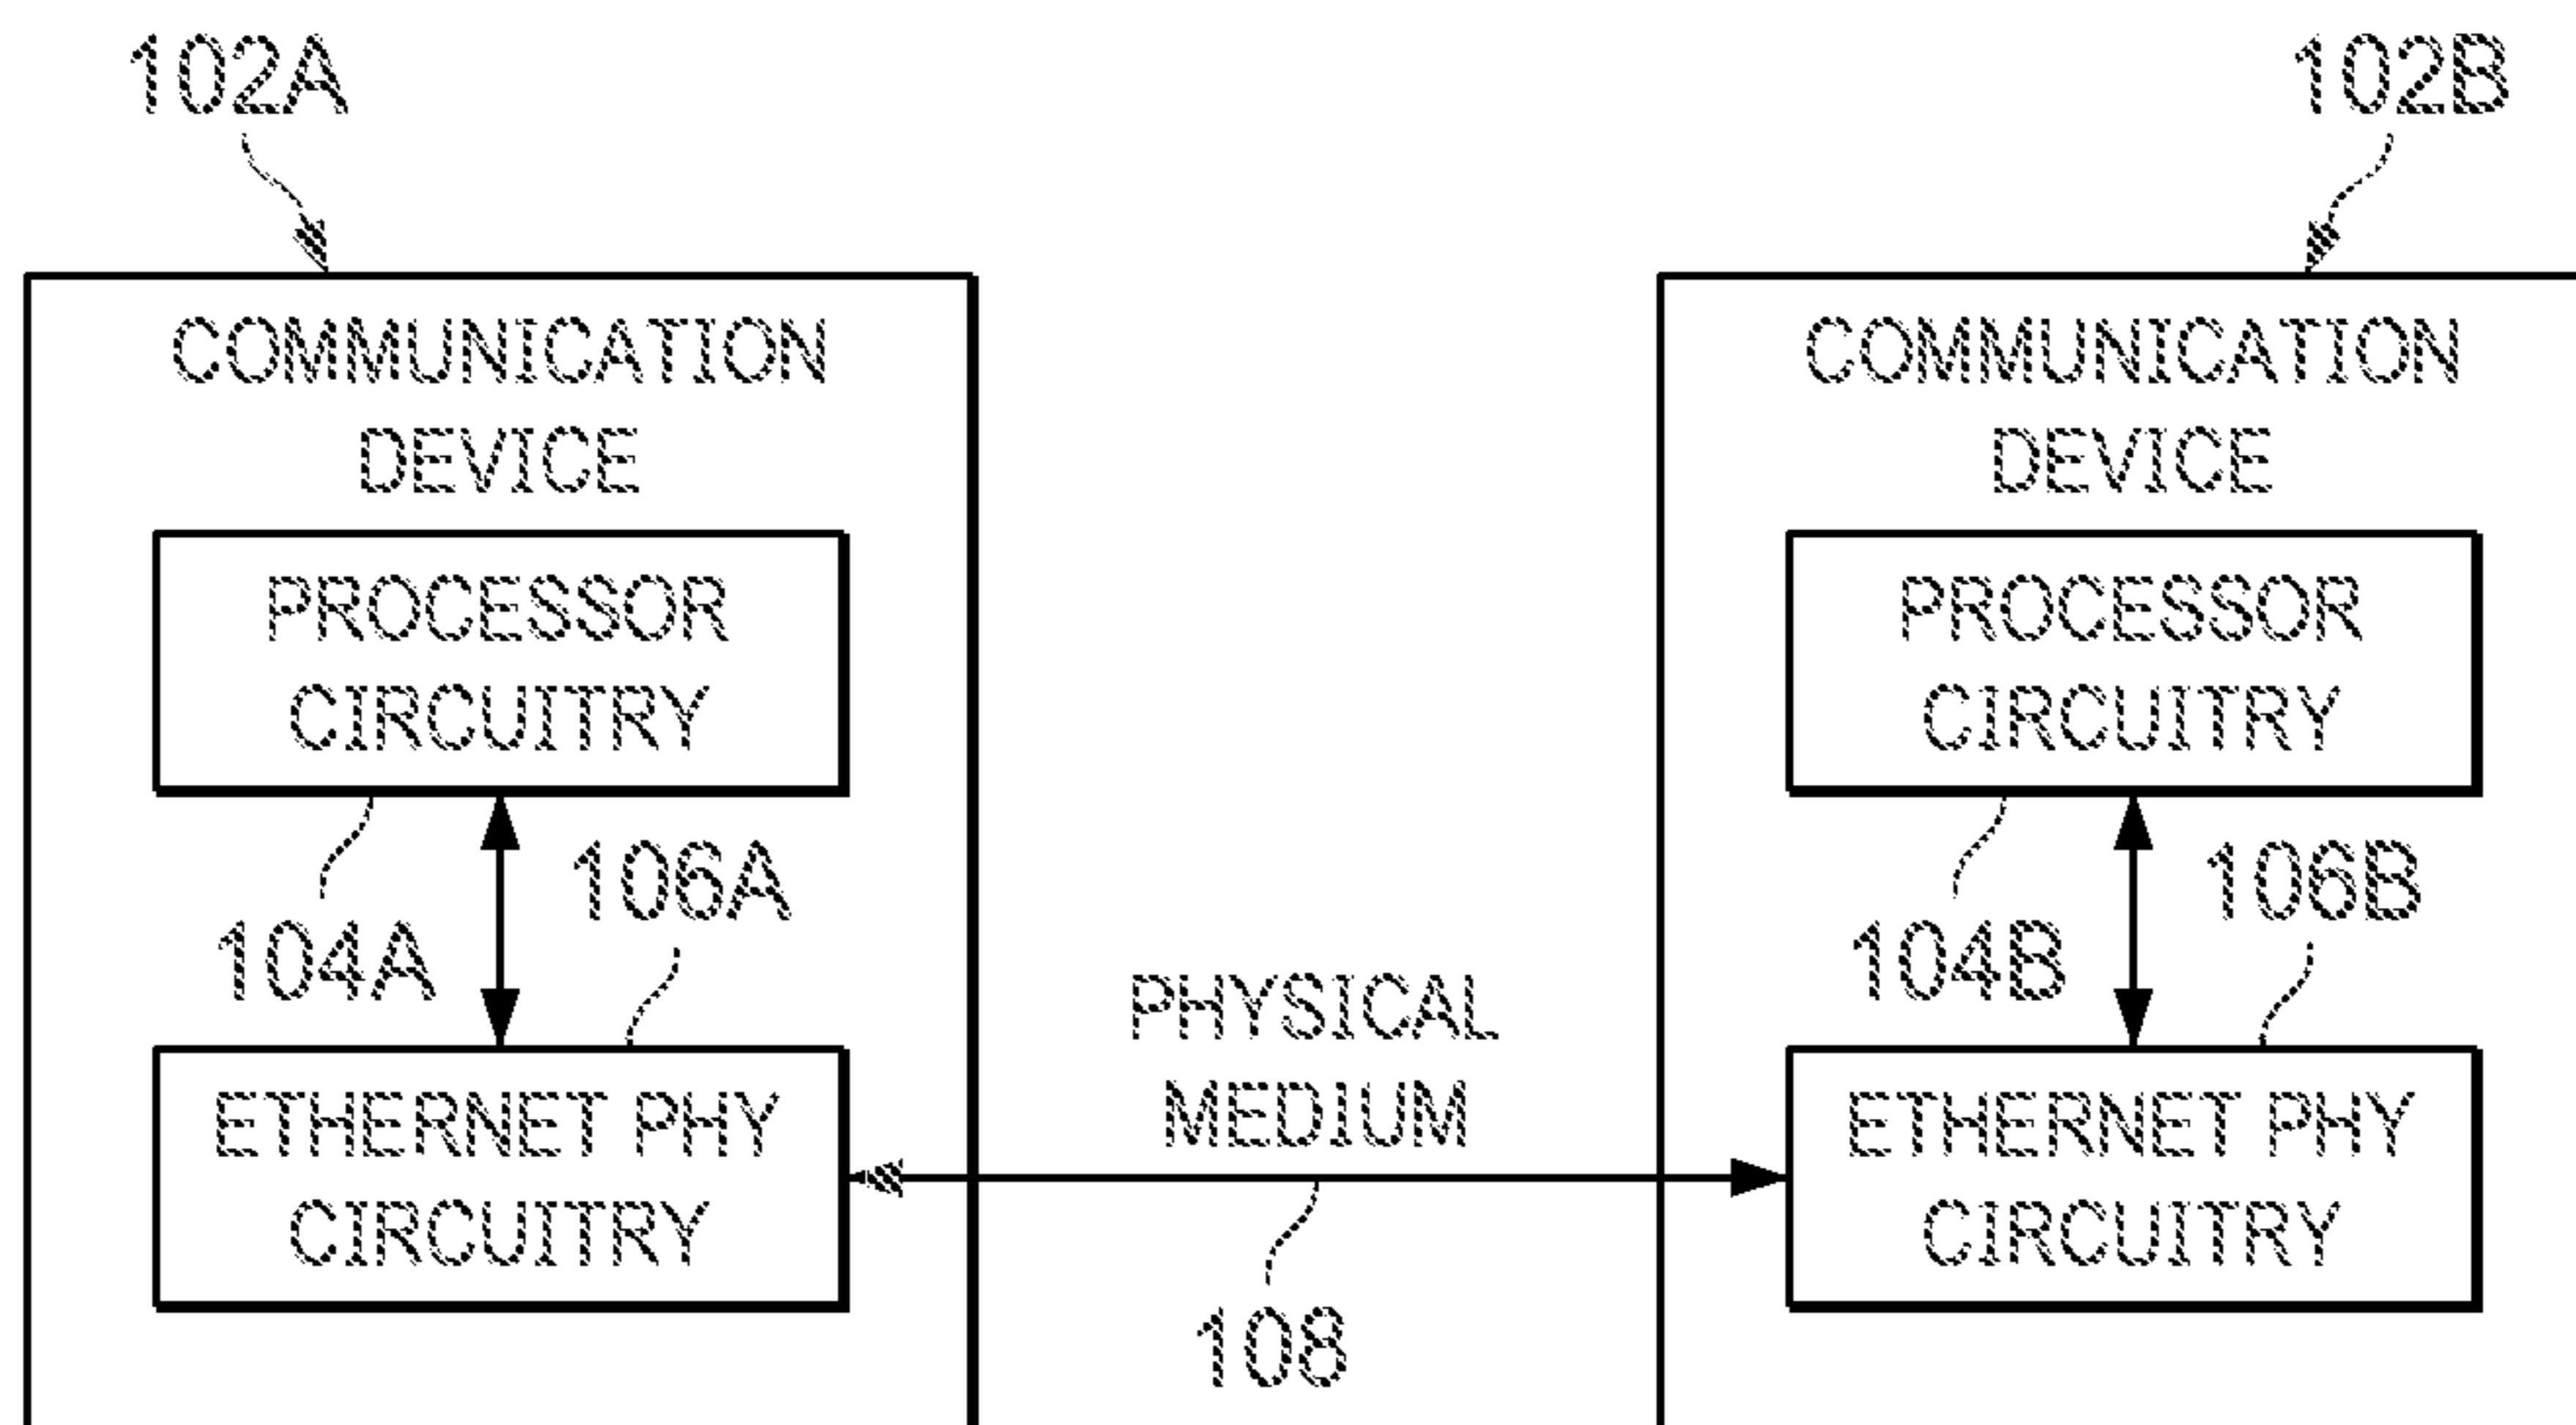 102A
102B
COMMUNICATION
DEVICE
PROCESSOR
CIRCUITRY
104A
106A
ETHERNET PHY
CIRCUITRY
PHYSICAL
MEDIUM
108
COMMUNICATION
DEVICE
PROCESSOR
CIRCUITRY
104B
106B
ETHERNET PHY
CIRCUITRY